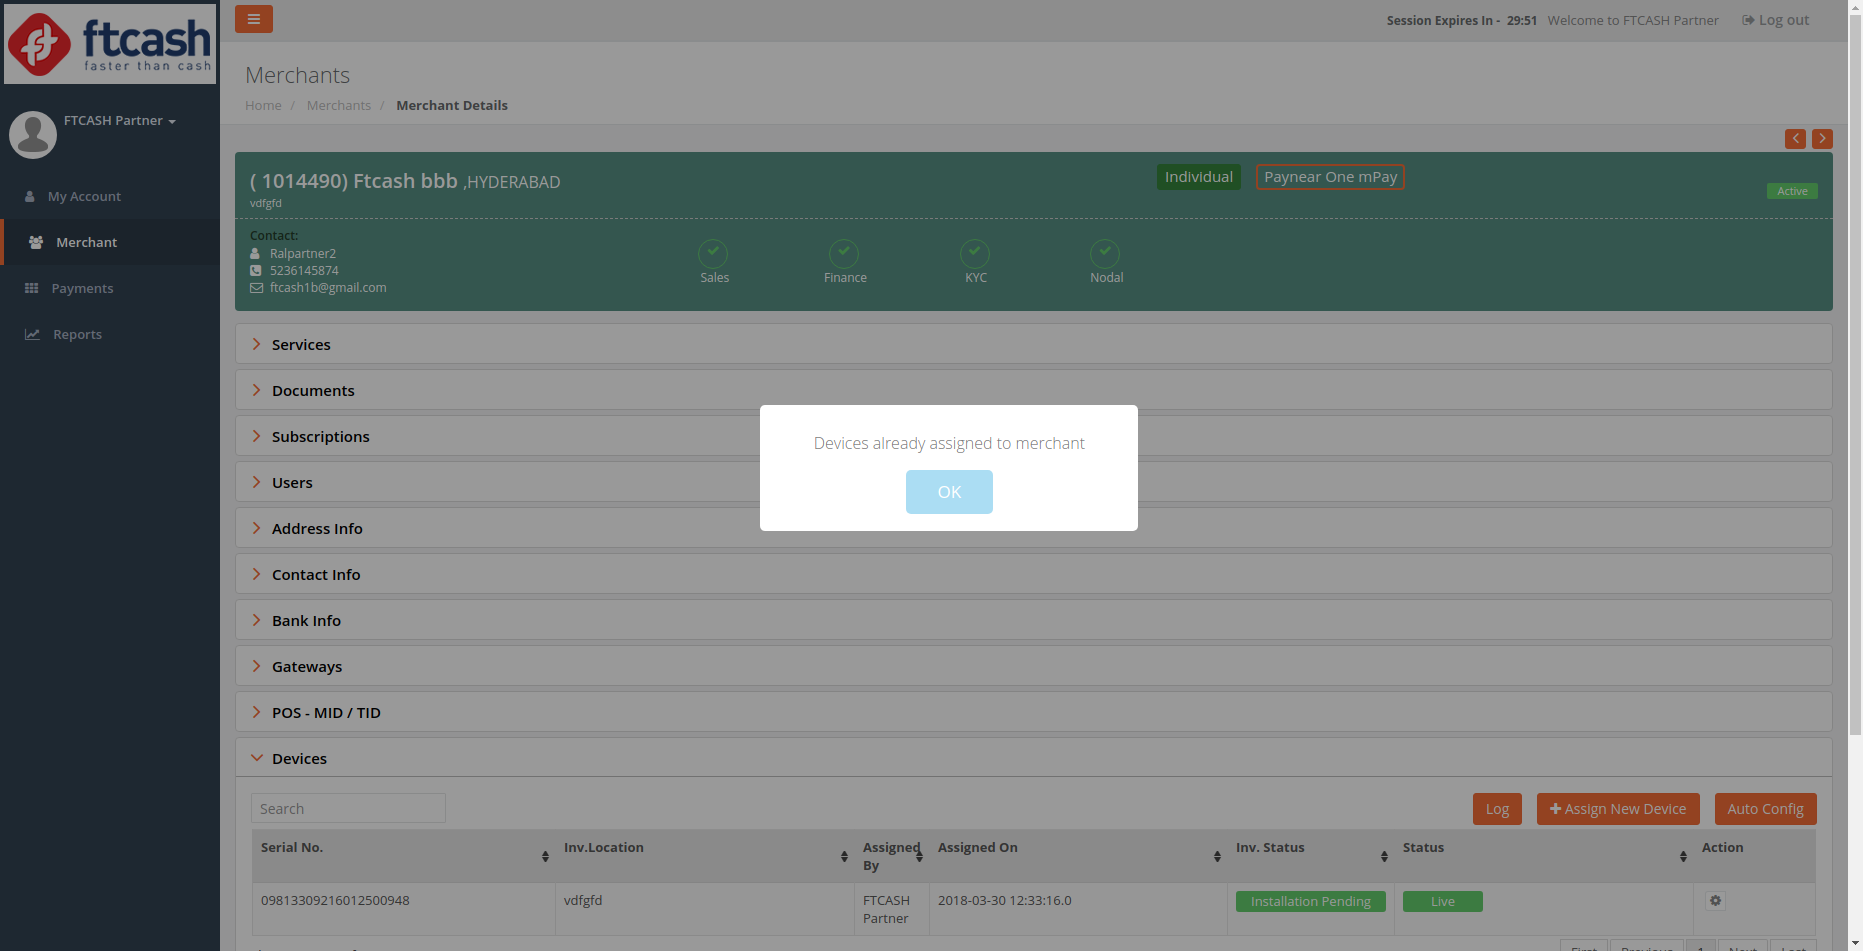 ftcash
faster than cash
Session Expires In - 29:51 Welcome to FTCASH Partner Log out
Merchants
Home / Merchants / Merchant Details
FTCASH Partner
My Account
Merchant
Payments
Reports
( 1014490) Ftcash bbb ,HYDERABAD
vdfgfd
Individual
Paynear One mPay
Active
Contact:
Ralpartner2
5236145874
ftcash1b@gmail.com
Sales
Finance
KYC
Nodal
Services
Documents
Subscriptions
Users
Address Info
Contact Info
Bank Info
Gateways
POS - MID / TID
Devices
Devices already assigned to merchant
OK
Search
Log
Assign New Device
Auto Config
Serial No. Inv.Location Assigned By Assigned On Inv. Status Status Action
09813309216012500948 vdfgfd FTCASH Partner 2018-03-30 12:33:16.0 Installation Pending Live
First Previous 1 Next Last